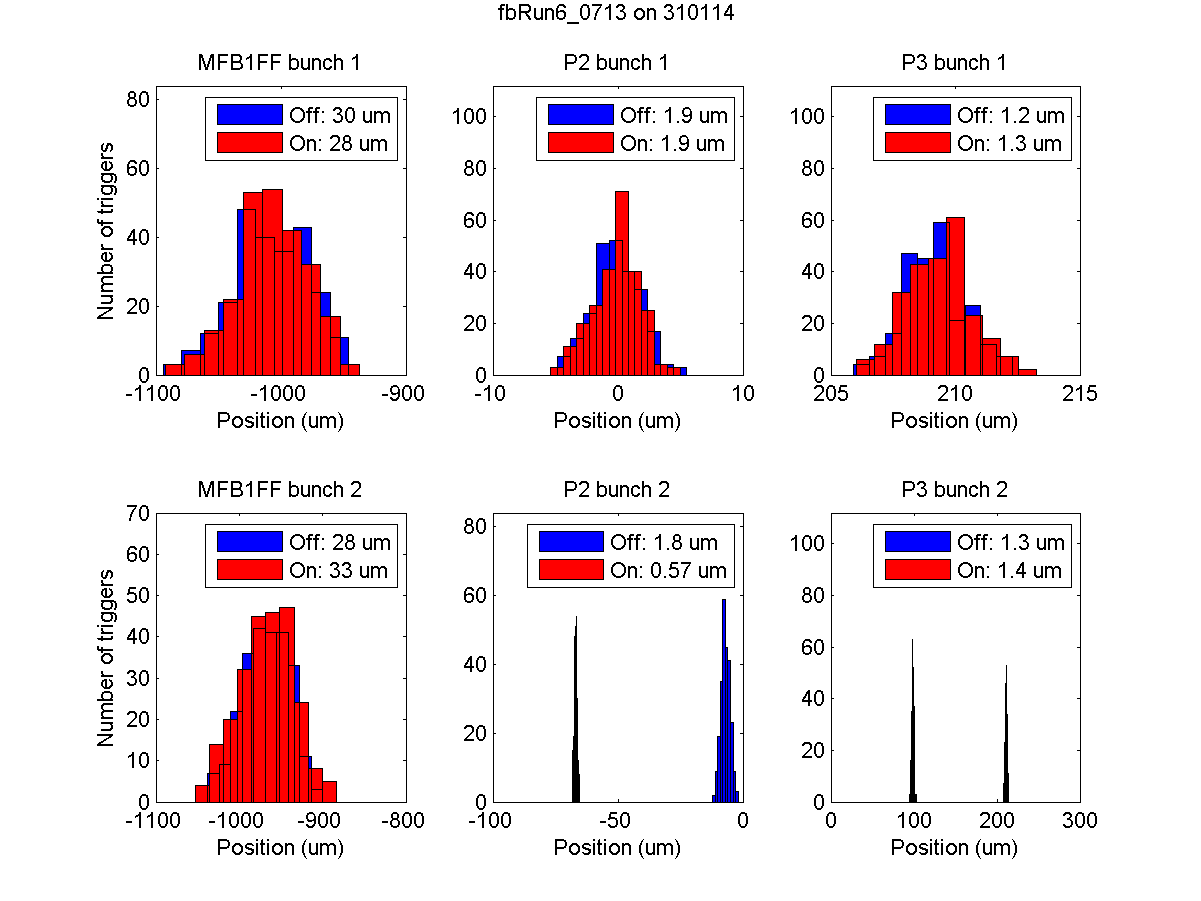 fbRun6_0713 on 310114
MFB1FF bunch 1
Off: 30 um
On: 28 um
80
60
40
20
0
-1100
-1000
-900
Number of triggers
Position (um)
P2 bunch 1
Off: 1.9 um
On: 1.9 um
100
80
60
40
20
0
-10
0
10
Position (um)
P3 bunch 1
Off: 1.2 um
On: 1.3 um
100
80
60
40
20
0
205
210
215
Position (um)
MFB1FF bunch 2
Off: 28 um
On: 33 um
70
60
50
40
30
20
10
0
-1100
-1000
-900
-800
Number of triggers
Position (um)
P2 bunch 2
Off: 1.8 um
On: 0.57 um
80
60
40
20
0
-100
-50
0
Position (um)
P3 bunch 2
Off: 1.3 um
On: 1.4 um
100
80
60
40
20
0
0
100
200
300
Position (um)